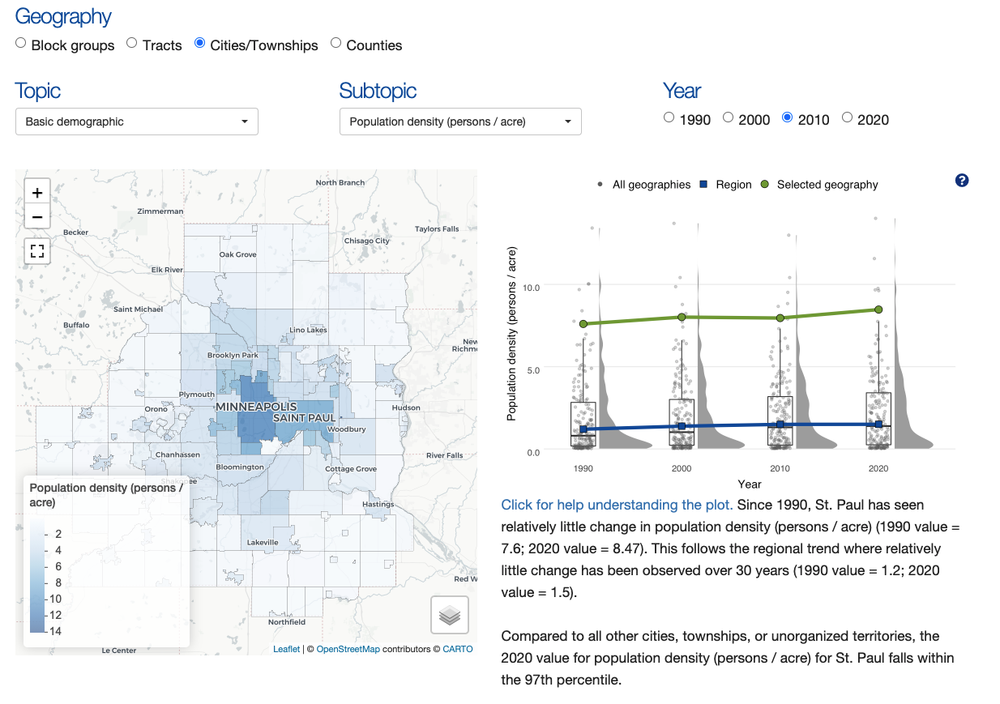 Geography
Block groups Tracts Cities/Townships Counties
Topic Subtopic Year
Basic demographic Population density (persons / acre) 1990 2000 2010 2020
+
−
North Branch
Zimmerman
Becker
Taylors Falls
Chisago City
Oak Grove
Elk River
Saint Michael
Buffalo
Lino Lakes
New
Richm
Brooklyn Park
Plymouth
MINNEAPOLIS
Orono
SAINT PAUL
Hudson
Woodbury
Chanhassen
River Falls
Bloomington
Cottage Grove
Shakopee
Hastings
Lakeville
Red W
Northfield
Le Center
Population density (persons /
acre)
2
4
6
8
10
12
14
Leaflet | © OpenStreetMap contributors © CARTO
All geographies Region Selected geography
?
Population density (persons / acre)
10.0
5.0
0.0
1990 2000 2010 2020
Year
Click for help understanding the plot. Since 1990, St. Paul has seen
relatively little change in population density (persons / acre) (1990 value =
7.6; 2020 value = 8.47). This follows the regional trend where relatively
little change has been observed over 30 years (1990 value = 1.2; 2020
value = 1.5).
Compared to all other cities, townships, or unorganized territories, the
2020 value for population density (persons / acre) for St. Paul falls within
the 97th percentile.